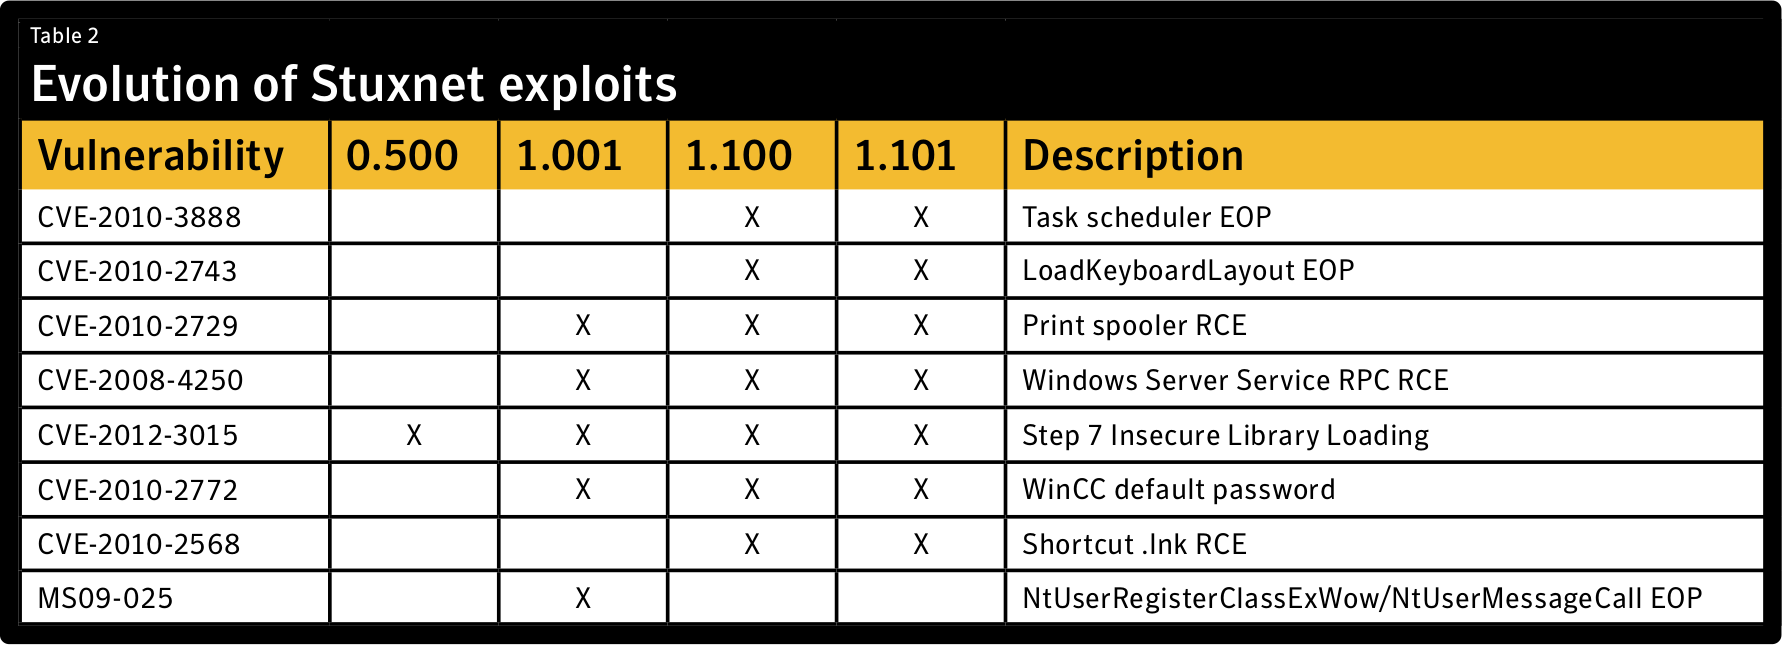 Table 2
Evolution of Stuxnet exploits
Vulnerability 0.500 1.001 1.100 1.101 Description
CVE-2010-3888 X X Task scheduler EOP
CVE-2010-2743 X X LoadKeyboardLayout EOP
CVE-2010-2729 X X X Print spooler RCE
CVE-2008-4250 X X X Windows Server Service RPC RCE
CVE-2012-3015 X X X X Step 7 Insecure Library Loading
CVE-2010-2772 X X X WinCC default password
CVE-2010-2568 X X Shortcut .lnk RCE
MS09-025 X NtUserRegisterClassExWow/NtUserMessageCall EOP